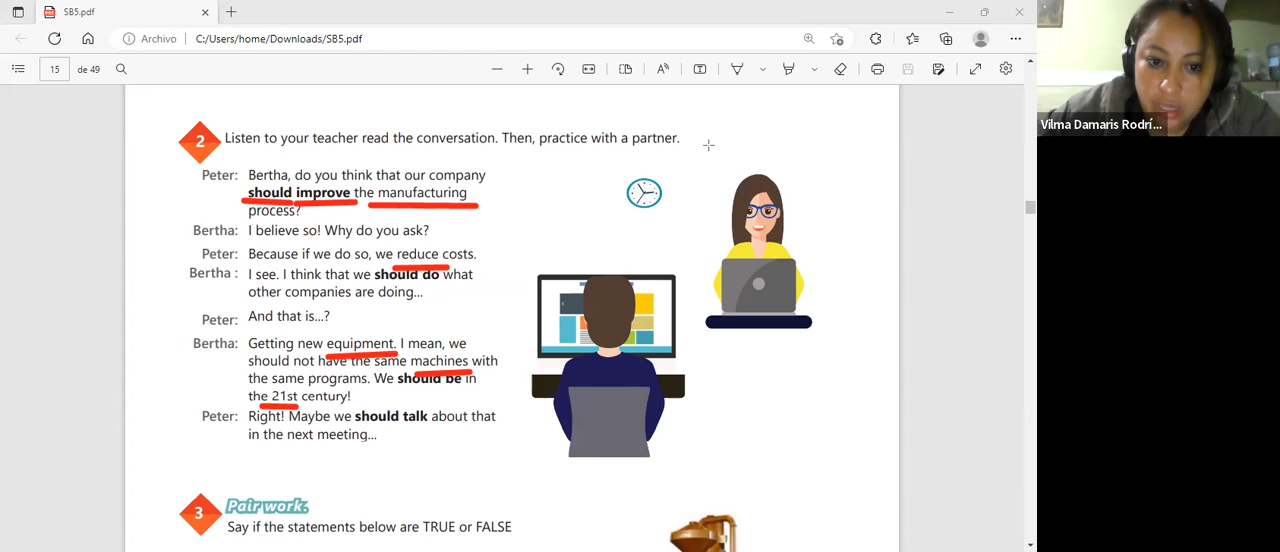 SB5.pdf
Archivo
C:/Users/home/Downloads/SB5.pdf
15
de 49
Vilma Damaris Rodrí...
2
Listen to your teacher read the conversation. Then, practice with a partner.
Peter: Bertha, do you think that our company
should improve the manufacturing
process?
Bertha: I believe so! Why do you ask?
Peter: Because if we do so, we reduce costs.
Bertha : I see. I think that we should do what
other companies are doing...
Peter: And that is...?
Bertha: Getting new equipment. I mean, we
should not have the same machines with
the same programs. We should be in
the 21st century!
Peter: Right! Maybe we should talk about that
in the next meeting...
3
Pair work.
Say if the statements below are TRUE or FALSE